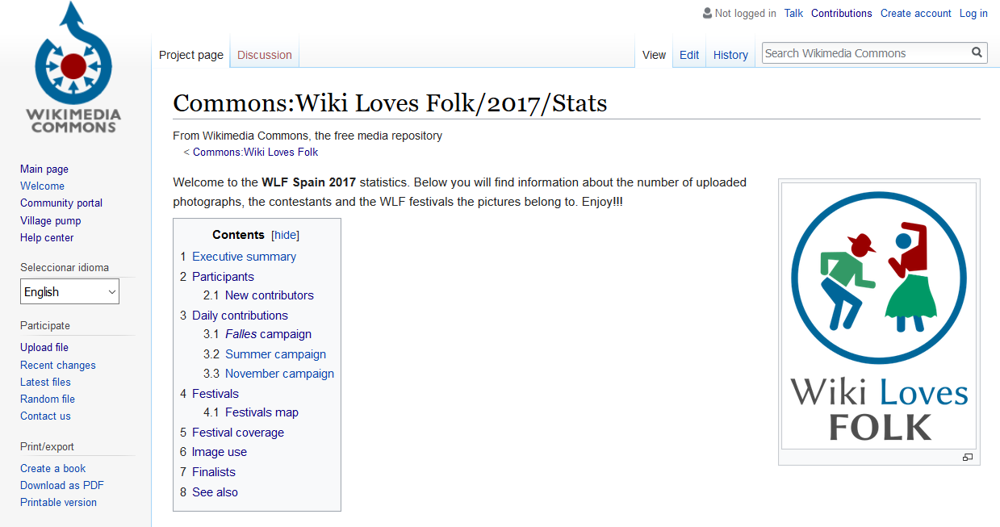 Not logged in Talk Contributions Create account Log in
Project page Discussion View Edit History Search Wikimedia Commons
WIKIMEDIA
COMMONS
Main page
Welcome
Community portal
Village pump
Help center
Seleccionar idioma
English
Participate
Upload file
Recent changes
Latest files
Random file
Contact us
Print/export
Create a book
Download as PDF
Printable version
Commons:Wiki Loves Folk/2017/Stats
From Wikimedia Commons, the free media repository
< Commons:Wiki Loves Folk
Welcome to the WLF Spain 2017 statistics. Below you will find information about the number of uploaded
photographs, the contestants and the WLF festivals the pictures belong to. Enjoy!!!
Contents [hide]
1 Executive summary
2 Participants
2.1 New contributors
3 Daily contributions
3.1 Falles campaign
3.2 Summer campaign
3.3 November campaign
4 Festivals
4.1 Festivals map
5 Festival coverage
6 Image use
7 Finalists
8 See also
Wiki Loves
FOLK